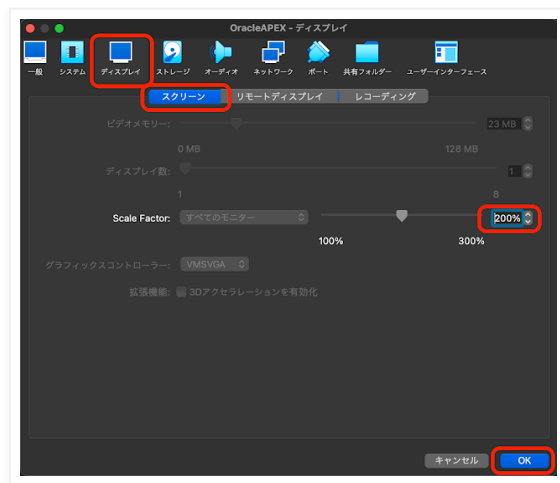 OracleAPEX - ディスプレイ
一般 システム ディスプレイ ストレージ オーディオ ネットワーク ポート 共有フォルダー ユーザーインターフェース
スクリーン リモートディスプレイ レコーディング
ビデオメモリー: 23 MB
0 MB 128 MB
ディスプレイ数: 1
1 8
Scale Factor: すべてのモニター 200%
100% 300%
グラフィックスコントローラー: VMSVGA
拡張機能: 3Dアクセラレーションを有効化
キャンセル OK